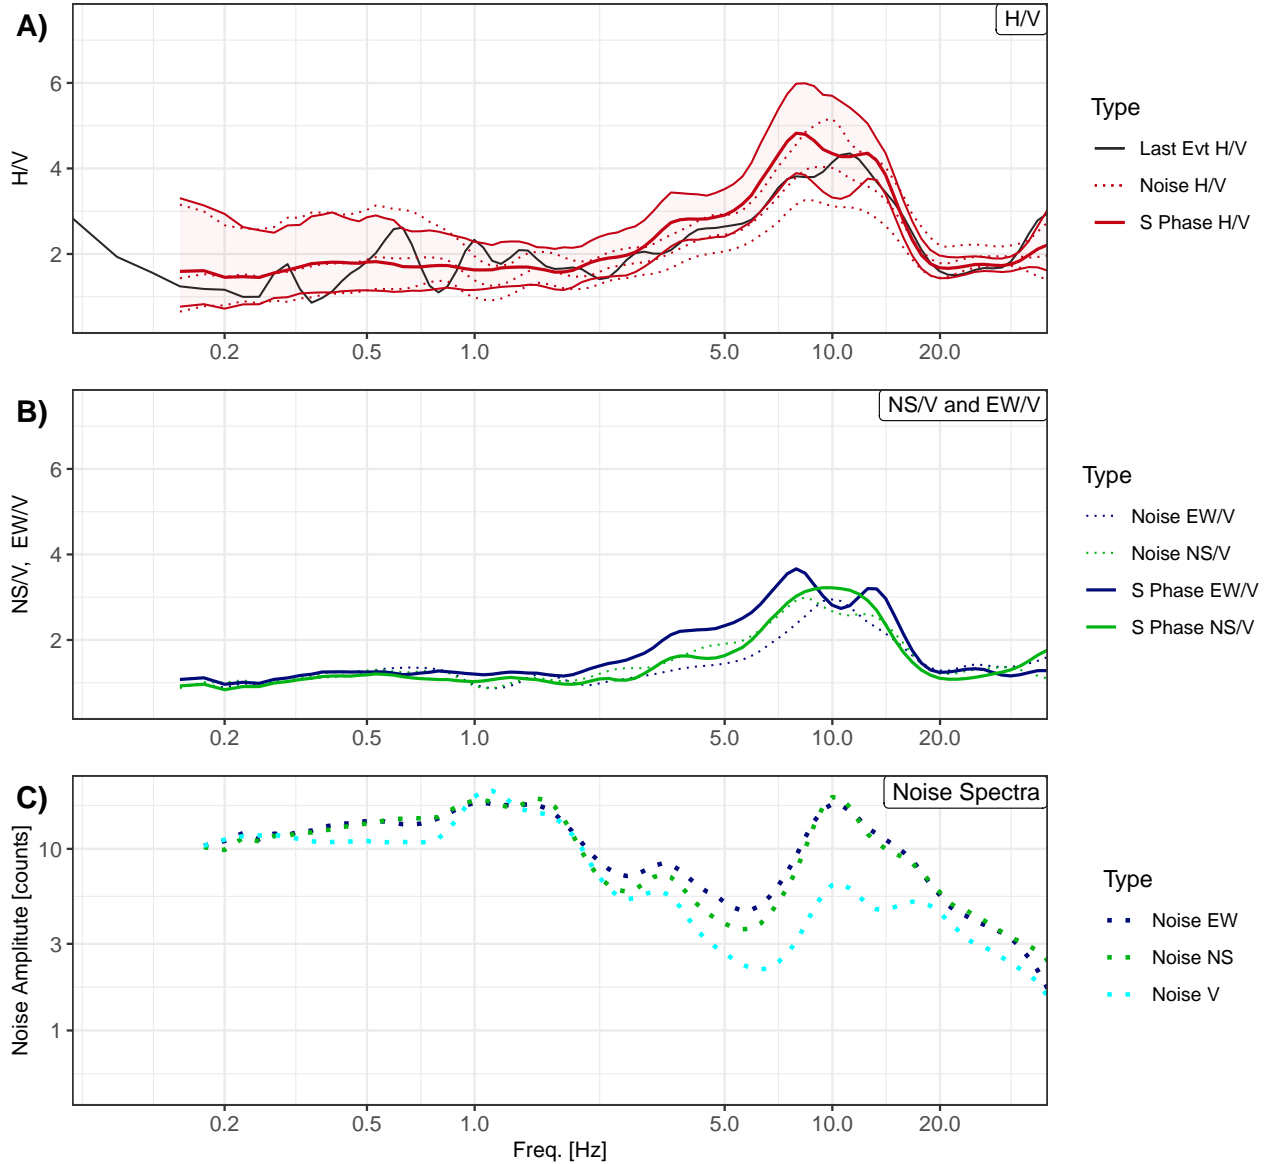 A)
H/V
6
4
2
H/V
0.2 0.5 1.0 5.0 10.0 20.0
Type
Last Evt H/V
Noise H/V
S Phase H/V
B)
NS/V and EW/V
6
4
2
NS/V, EW/V
0.2 0.5 1.0 5.0 10.0 20.0
Type
Noise EW/V
Noise NS/V
S Phase EW/V
S Phase NS/V
C)
Noise Spectra
10
3
1
Noise Amplitude [counts]
0.2 0.5 1.0 5.0 10.0 20.0
Freq. [Hz]
Type
Noise EW
Noise NS
Noise V